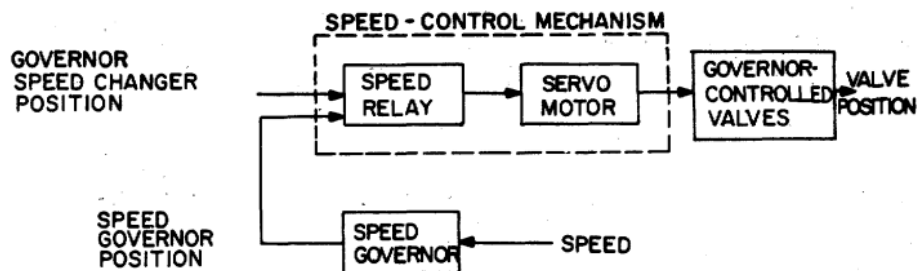 SPEED-CONTROL MECHANISM
GOVERNOR
SPEED CHANGER
POSITION
SPEED
RELAY
SERVO
MOTOR
GOVERNOR-
CONTROLLED
VALVES
VALVE
POSITION
SPEED
GOVERNOR
POSITION
SPEED
GOVERNOR
SPEED